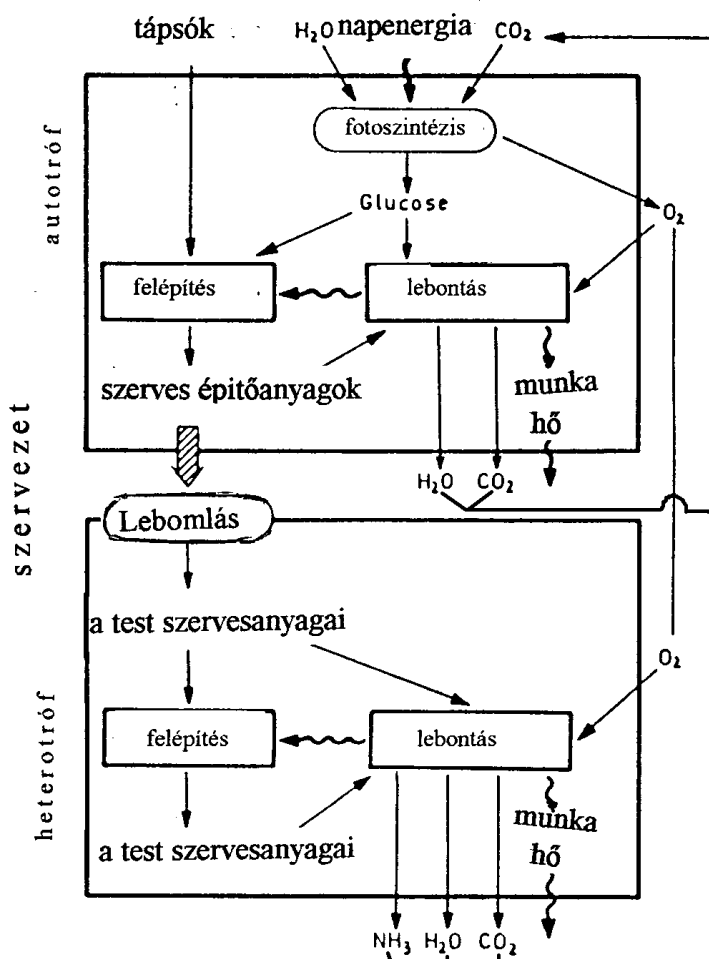 tápsók
H₂O napenergia CO₂
fotoszintézis
autotróf
Glucose
O₂
felépítés
lebontás
szerves épitőanyagok
munka
hő
H₂O CO₂
szervezet
Lebomlás
a test szervesanyagai
O₂
heterotróf
felépítés
lebontás
munka
hő
a test szervesanyagai
NH₃ H₂O CO₂